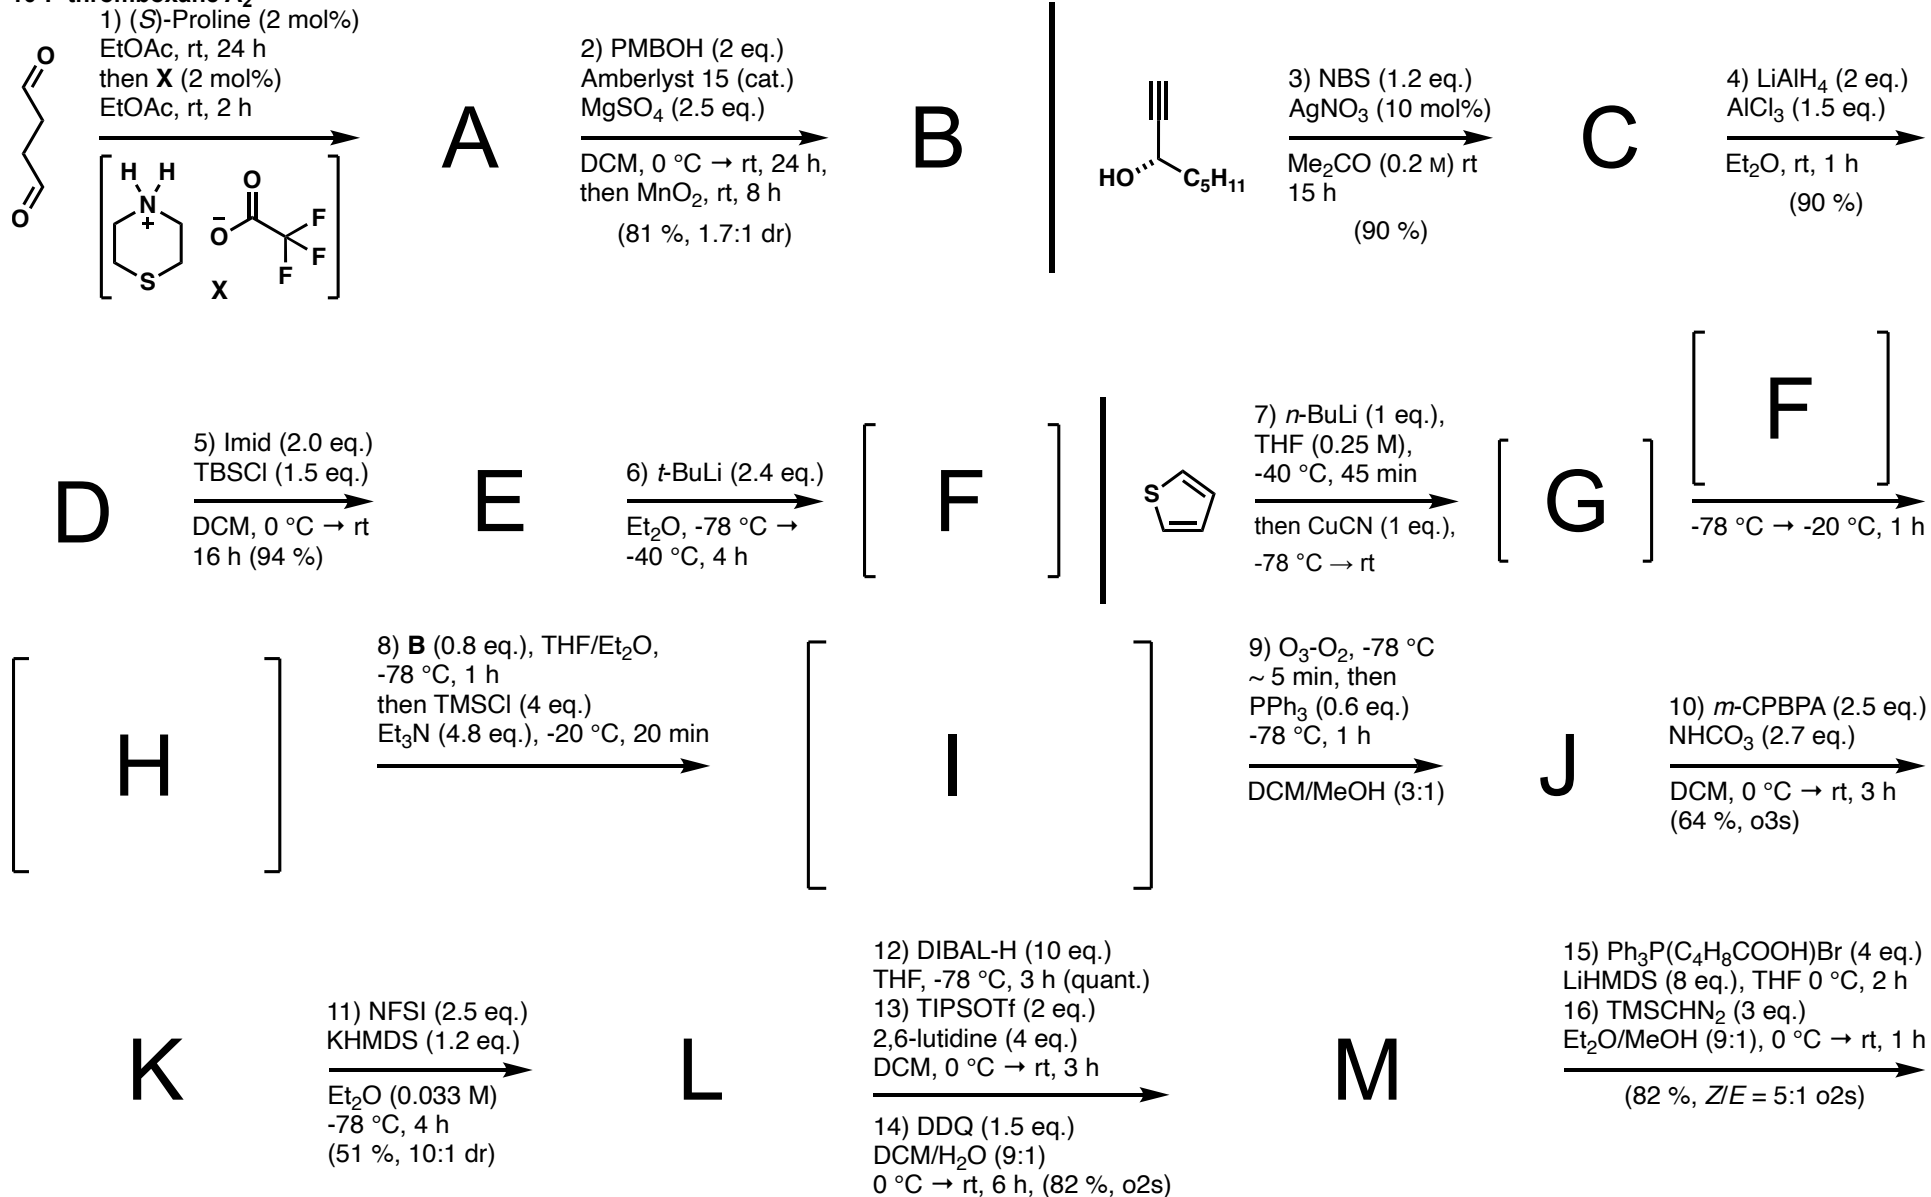 1) (S)-Proline (2 mol%)
EtOAc, rt, 24 h
then X (2 mol%)
EtOAc, rt, 2 h
O
O
H H
N
+
S
O
−
O
F
F
F
X
A
2) PMBOH (2 eq.)
Amberlyst 15 (cat.)
MgSO4 (2.5 eq.)
DCM, 0 °C → rt, 24 h,
then MnO2, rt, 8 h
(81 %, 1.7:1 dr)
B
HO
C5H11
3) NBS (1.2 eq.)
AgNO3 (10 mol%)
Me2CO (0.2 M) rt
15 h
(90 %)
C
4) LiAlH4 (2 eq.)
AlCl3 (1.5 eq.)
Et2O, rt, 1 h
(90 %)
D
5) Imid (2.0 eq.)
TBSCl (1.5 eq.)
DCM, 0 °C → rt
16 h (94 %)
E
6) t-BuLi (2.4 eq.)
Et2O, -78 °C →
-40 °C, 4 h
F
S
7) n-BuLi (1 eq.),
THF (0.25 M),
-40 °C, 45 min
then CuCN (1 eq.),
-78 °C → rt
G
F
-78 °C → -20 °C, 1 h
H
8) B (0.8 eq.), THF/Et2O,
-78 °C, 1 h
then TMSCl (4 eq.)
Et3N (4.8 eq.), -20 °C, 20 min
I
9) O3-O2, -78 °C
~ 5 min, then
PPh3 (0.6 eq.)
-78 °C, 1 h
DCM/MeOH (3:1)
J
10) m-CPBPA (2.5 eq.)
NHCO3 (2.7 eq.)
DCM, 0 °C → rt, 3 h
(64 %, o3s)
K
11) NFSI (2.5 eq.)
KHMDS (1.2 eq.)
Et2O (0.033 M)
-78 °C, 4 h
(51 %, 10:1 dr)
L
12) DIBAL-H (10 eq.)
THF, -78 °C, 3 h (quant.)
13) TIPSOTf (2 eq.)
2,6-lutidine (4 eq.)
DCM, 0 °C → rt, 3 h
14) DDQ (1.5 eq.)
DCM/H2O (9:1)
0 °C → rt, 6 h, (82 %, o2s)
M
15) Ph3P(C4H8COOH)Br (4 eq.)
LiHMDS (8 eq.), THF 0 °C, 2 h
16) TMSCHN2 (3 eq.)
Et2O/MeOH (9:1), 0 °C → rt, 1 h
(82 %, Z/E = 5:1 o2s)